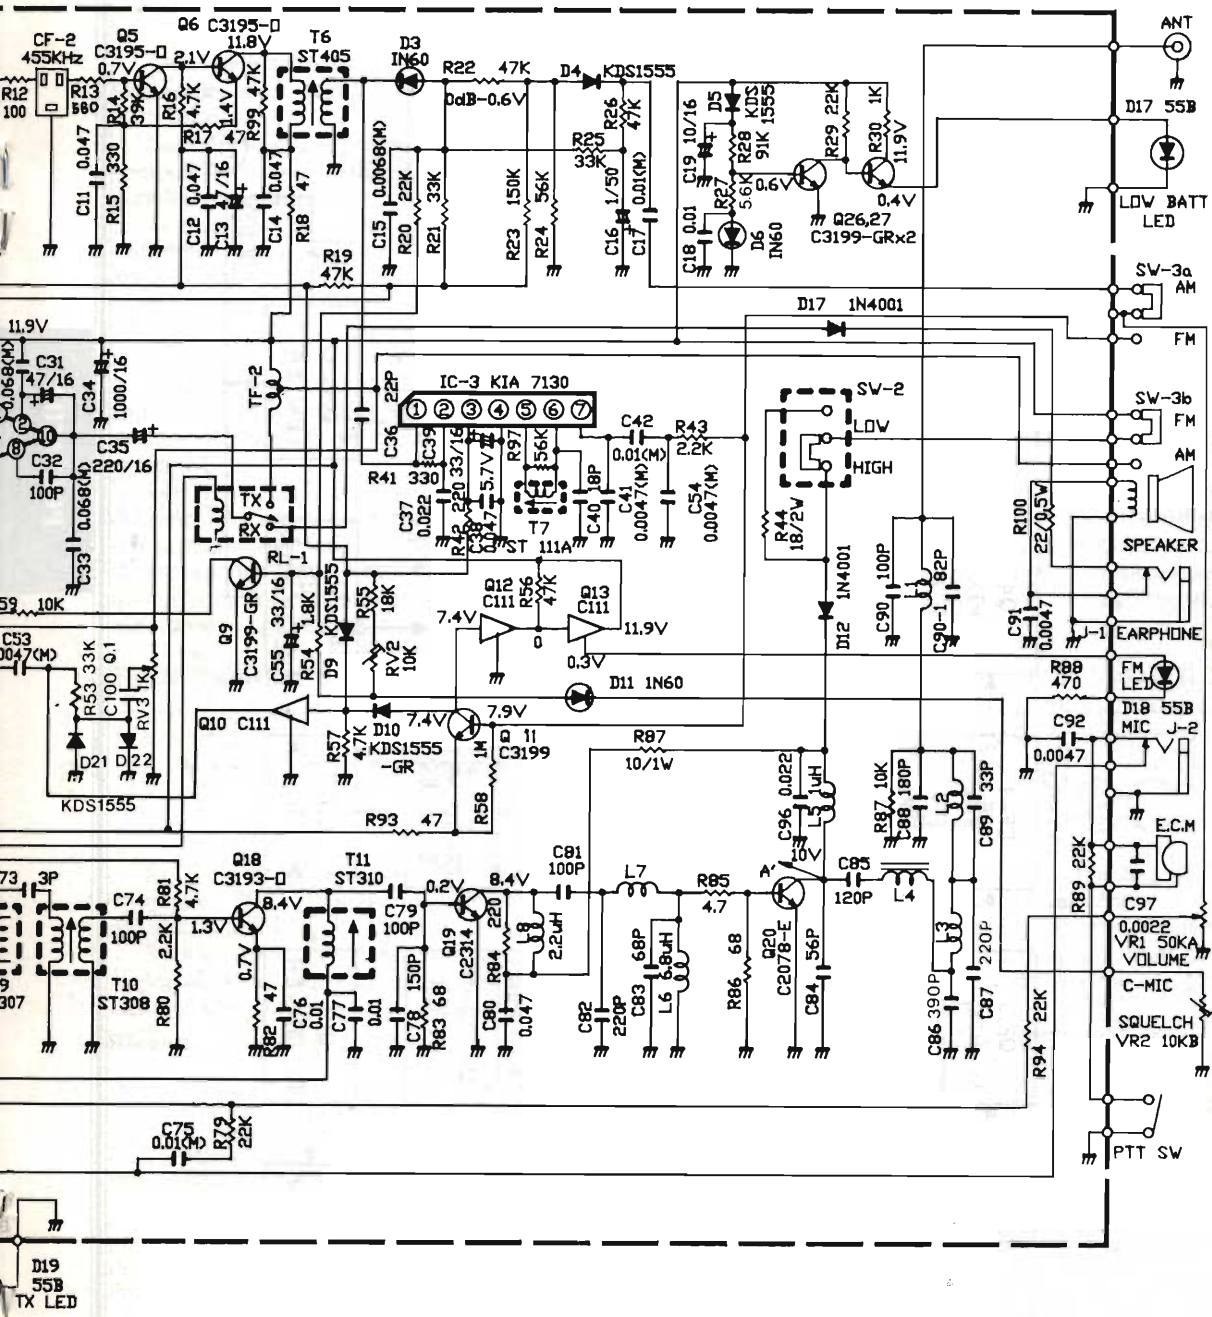 CF-2
455KHz
Q5
C3195-O
0.7V
Q6
C3195-O
11.8V
2.1V
T6
ST405
D3
IN60
R22
47K
0dB-0.6V
D4
KDS1555
R12
100
R13
560
R14
39K
R16
4.7K
1.4V
R99
47K
R17
47
C11
0.047
R15
330
C12
0.047
C13
47/16
C14
0.047
R18
47
C15
0.0068(M)
R20
22K
R21
33K
R25
33K
R26
47K
R23
150K
R24
56K
C16
1/50
C17
0.01(M)
R19
47K
D5
KDS
1555
C19
10/16
R28
91K
R27
5.6K
C18
0.01
D6
IN60
0.6V
R29
22K
R30
1K
11.9V
0.4V
Q26,27
C3199-GRx2
ANT
D17 55B
LOW BATT
LED
SW-3a
AM
FM
SW-3b
FM
AM
11.9V
0.068(M)
C31
47/16
C34
1000/16
2
8
10
C32
100P
C35
220/16
0.068(M)
C33
TF-2
22P
C36
IC-3 KIA 7130
1 2 3 4 5 6 7
C39
33/16
5.7V
R97
56K
R41
330
C37
0.022
R42
220
C38
0.047
T7
ST 111A
18P
C40
C41
0.0047(M)
C42
0.01(M)
R43
2.2K
C54
0.0047(M)
D17
1N4001
SW-2
LOW
HIGH
R44
18/2W
D12
1N4001
R100
22/0.5W
SPEAKER
TX
RX
RL-1
59
10K
Q9
C3199-GR
C55
33/16
R54
1.8K
D9
KDS1555
R55
18K
RV2
10K
7.4V
Q12
C111
R56
47K
0
Q13
C111
11.9V
0.3V
C90
100P
L1
C90-1
82P
C91
0.0047
J-1 EARPHONE
C53
0047(M)
R53 33K
C100 0.1
RV3 1K
D21
D22
KDS1555
Q10 C111
R57
4.7K
D10
KDS1555
-GR
7.4V
7.9V
Q 11
C3199
1M
R58
D11 1N60
R87
10/1W
R88
470
FM
LED
D18 55B
C92
0.0047
MIC J-2
C96
0.022
L5
1uH
R87
10K
C88
180P
L2
C89
33P
R93
47
E.C.M
R89
22K
C97
0.0022
VR1 50KA
VOLUME
C-MIC
SQUELCH
VR2 10KB
73
3P
9
307
T10
ST308
C74
100P
R81
4.7K
2.2K
R80
1.3V
Q18
C3193-O
8.4V
0.7V
R82
47
C76
0.01
T11
ST310
C77
0.01
C79
100P
0.2V
C78
150P
R83
68
Q19
C2314
8.4V
220
R84
C80
0.047
L8
2.2uH
C81
100P
C82
220P
L7
C83
68P
L6
6.8uH
R85
4.7
R86
68
A'
10V
Q20
C2078-E
C84
56P
C85
120P
L4
L3
220P
C87
C86
390P
R94
22K
C75
0.01(M)
R79
22K
PTT SW
D19
55B
TX LED